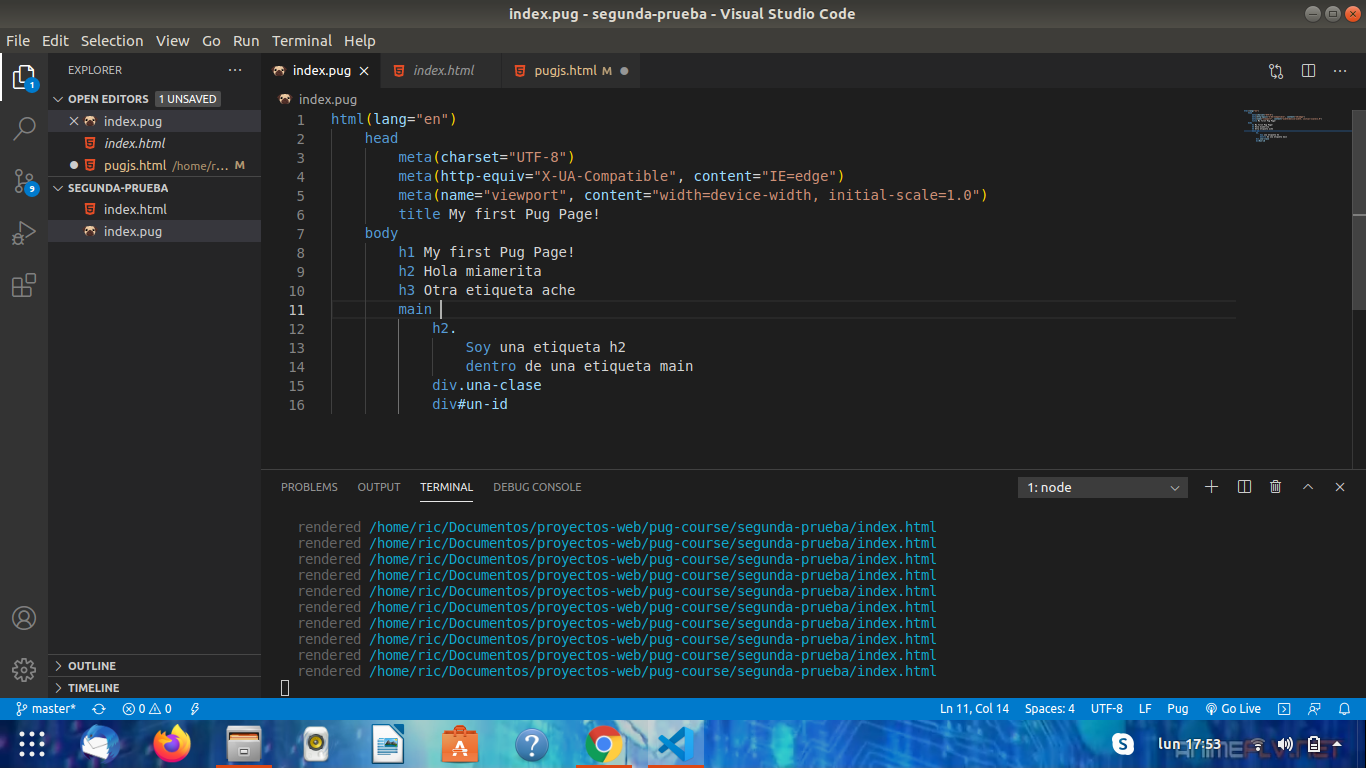 index.pug - segunda-prueba - Visual Studio Code
File Edit Selection View Go Run Terminal Help
EXPLORER
OPEN EDITORS 1 UNSAVED
index.pug
index.html
pugjs.html /home/r... M
SEGUNDA-PRUEBA
index.html
index.pug
OUTLINE
TIMELINE
1
9
index.pug index.html pugjs.html M
index.pug
1 html(lang="en")
2 head
3 meta(charset="UTF-8")
4 meta(http-equiv="X-UA-Compatible", content="IE=edge")
5 meta(name="viewport", content="width=device-width, initial-scale=1.0")
6 title My first Pug Page!
7 body
8 h1 My first Pug Page!
9 h2 Hola miamerita
10 h3 Otra etiqueta ache
11 main
12 h2.
13 Soy una etiqueta h2
14 dentro de una etiqueta main
15 div.una-clase
16 div#un-id
PROBLEMS OUTPUT TERMINAL DEBUG CONSOLE 1: node
rendered /home/ric/Documentos/proyectos-web/pug-course/segunda-prueba/index.html
rendered /home/ric/Documentos/proyectos-web/pug-course/segunda-prueba/index.html
rendered /home/ric/Documentos/proyectos-web/pug-course/segunda-prueba/index.html
rendered /home/ric/Documentos/proyectos-web/pug-course/segunda-prueba/index.html
rendered /home/ric/Documentos/proyectos-web/pug-course/segunda-prueba/index.html
rendered /home/ric/Documentos/proyectos-web/pug-course/segunda-prueba/index.html
rendered /home/ric/Documentos/proyectos-web/pug-course/segunda-prueba/index.html
rendered /home/ric/Documentos/proyectos-web/pug-course/segunda-prueba/index.html
rendered /home/ric/Documentos/proyectos-web/pug-course/segunda-prueba/index.html
rendered /home/ric/Documentos/proyectos-web/pug-course/segunda-prueba/index.html
master* 0 0 Ln 11, Col 14 Spaces: 4 UTF-8 LF Pug Go Live
lun 17:53
ANIMEFLV.NET